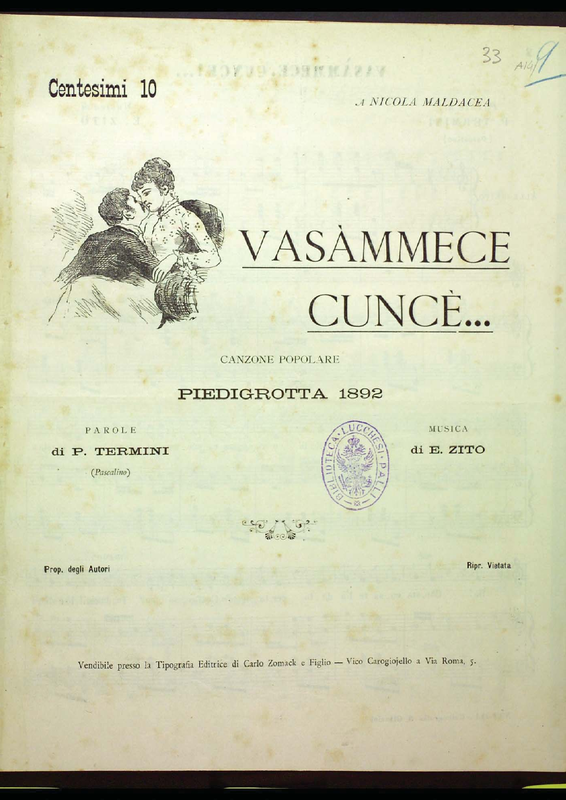 33
A14
9
Centesimi 10
A NICOLA MALDACEA
VASÀMMECE
CUNCÈ...
CANZONE POPOLARE
PIEDIGROTTA 1892
PAROLE
di P. TERMINI
(Pascalino)
MUSICA
di E. ZITO
BIBLIOTECA · LUCCHESI · PALLI
Prop. degli Autori
Ripr. Vietata
Vendibile presso la Tipografia Editrice di Carlo Zomack e Figlio — Vico Carogiojello a Via Roma, 5.